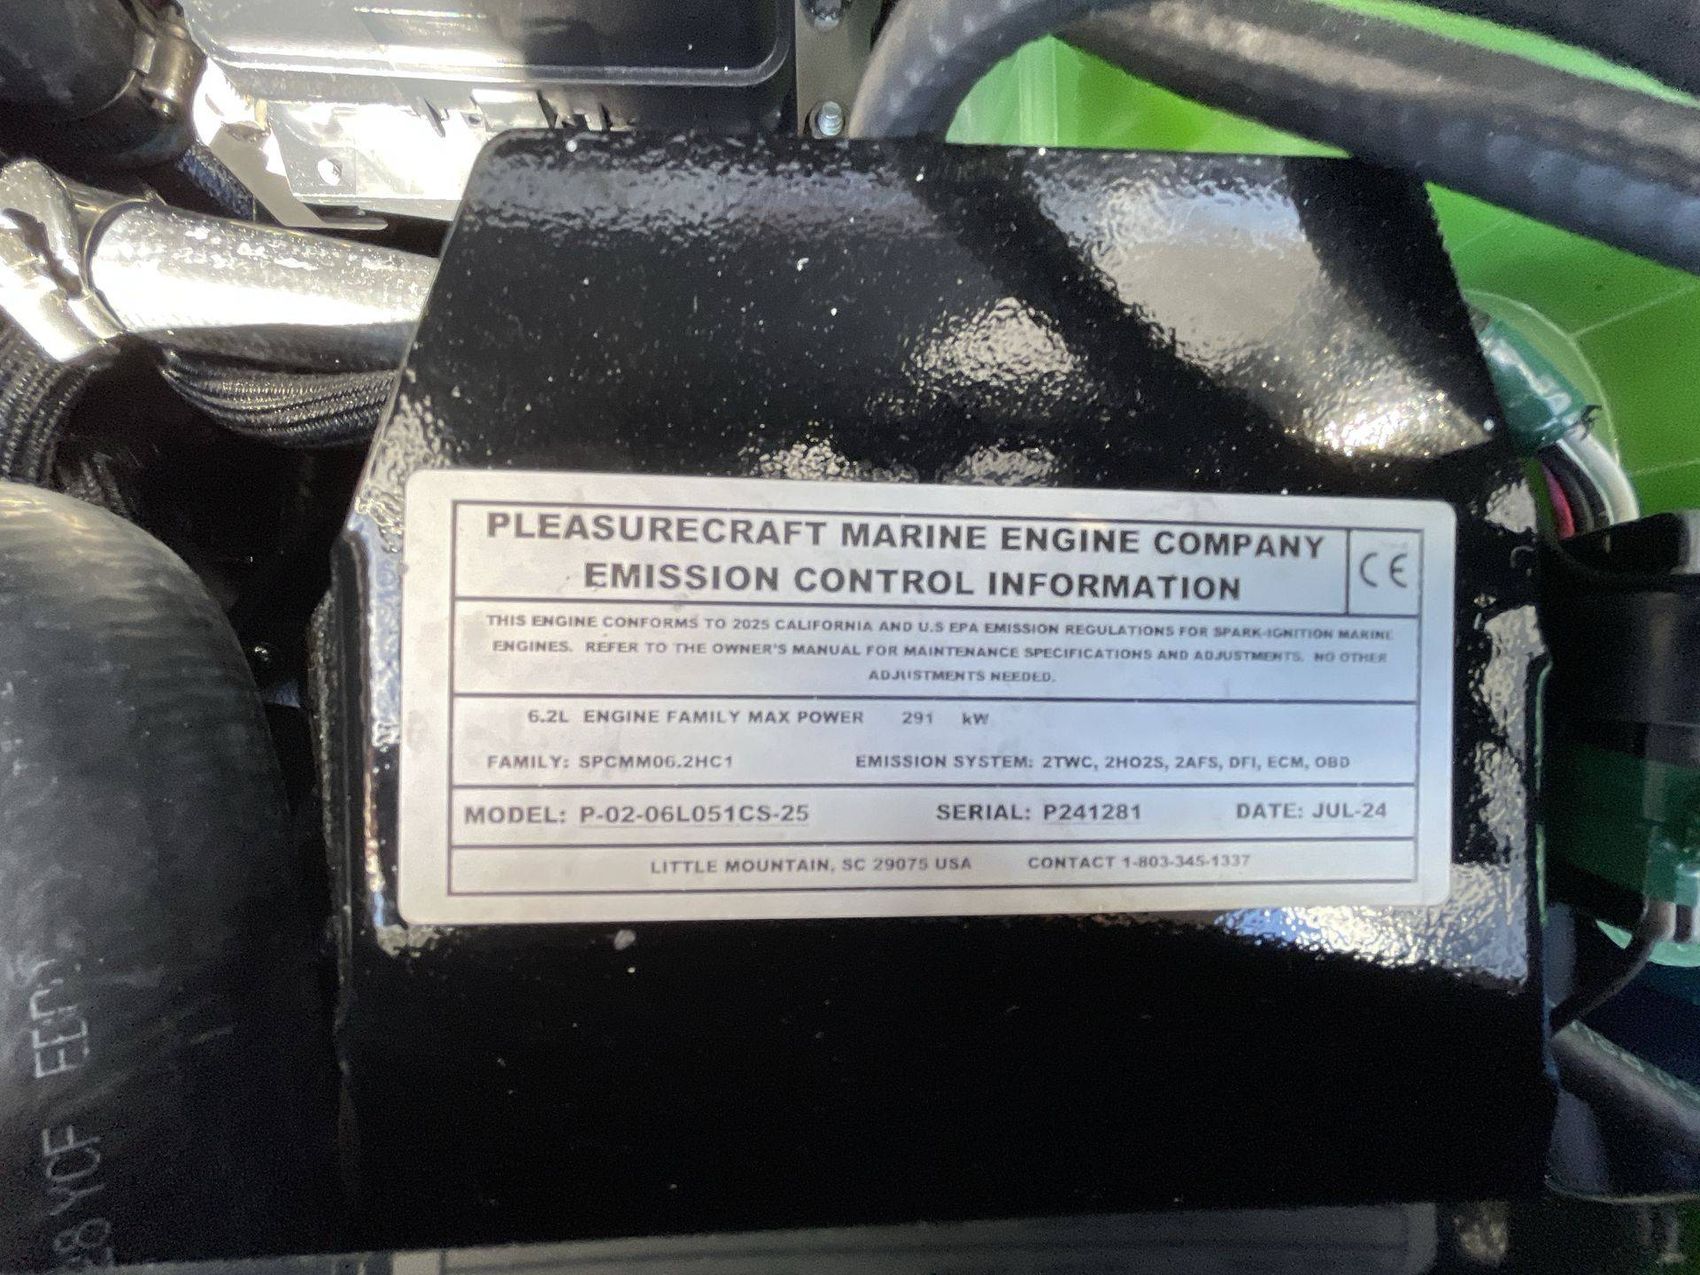 PLEASURECRAFT MARINE ENGINE COMPANY
EMISSION CONTROL INFORMATION
CE
THIS ENGINE CONFORMS TO 2025 CALIFORNIA AND U.S EPA EMISSION REGULATIONS FOR SPARK-IGNITION MARINE
ENGINES. REFER TO THE OWNER'S MANUAL FOR MAINTENANCE SPECIFICATIONS AND ADJUSTMENTS. NO OTHER
ADJUSTMENTS NEEDED.
6.2L ENGINE FAMILY MAX POWER 291 kW
FAMILY: SPCMM06.2HC1 EMISSION SYSTEM: 2TWC, 2HO2S, 2AFS, DFI, ECM, OBD
MODEL: P-02-06L051CS-25 SERIAL: P241281 DATE: JUL-24
LITTLE MOUNTAIN, SC 29075 USA CONTACT 1-803-345-1337